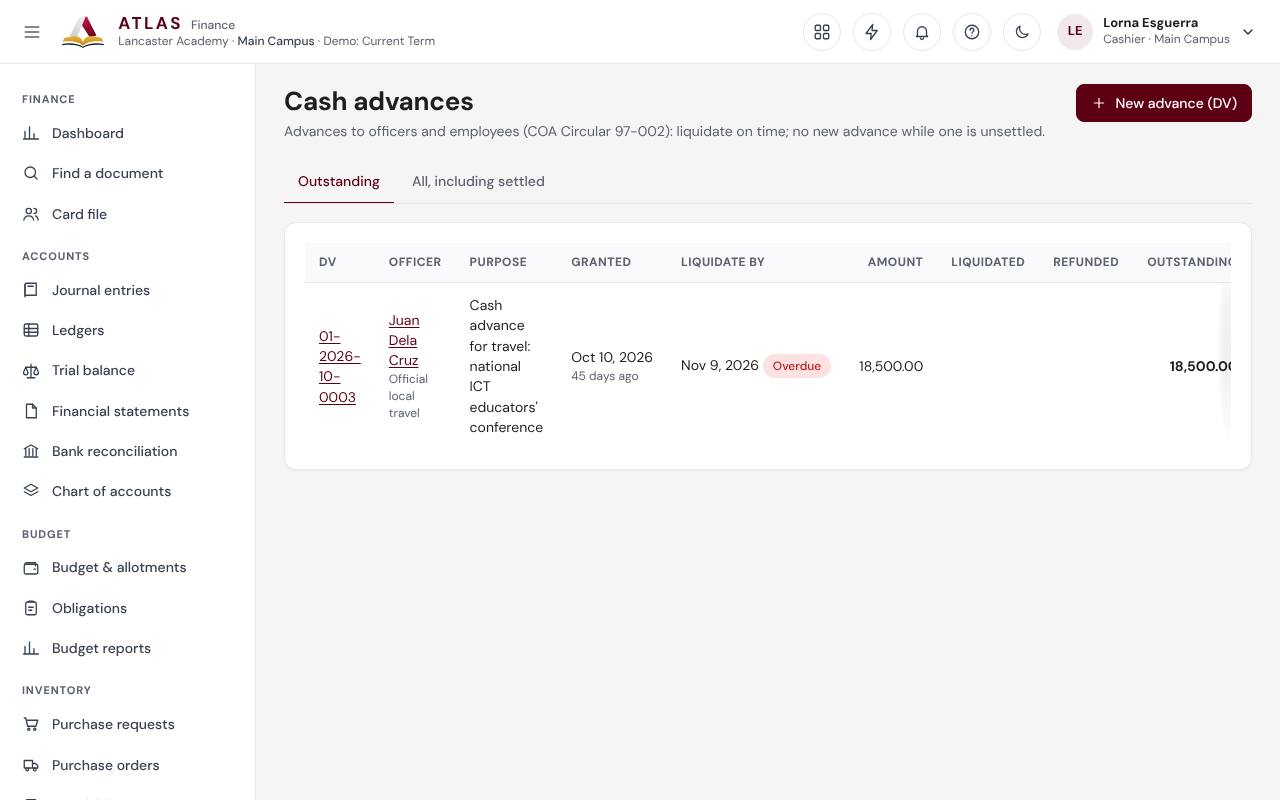 ATLAS Finance
Lancaster Academy · Main Campus · Demo: Current Term
LE
Lorna Esguerra
Cashier · Main Campus
FINANCE
Dashboard
Find a document
Card file
ACCOUNTS
Journal entries
Ledgers
Trial balance
Financial statements
Bank reconciliation
Chart of accounts
BUDGET
Budget & allotments
Obligations
Budget reports
INVENTORY
Purchase requests
Purchase orders
Cash advances
New advance (DV)
Advances to officers and employees (COA Circular 97-002): liquidate on time; no new advance while one is unsettled.
Outstanding
All, including settled
DV OFFICER PURPOSE GRANTED LIQUIDATE BY AMOUNT LIQUIDATED REFUNDED OUTSTANDING
01-
2026-
10-
0003
Juan
Dela
Cruz
Official
local
travel
Cash
advance
for travel:
national
ICT
educators'
conference
Oct 10, 2026
45 days ago
Nov 9, 2026 Overdue
18,500.00
18,500.00